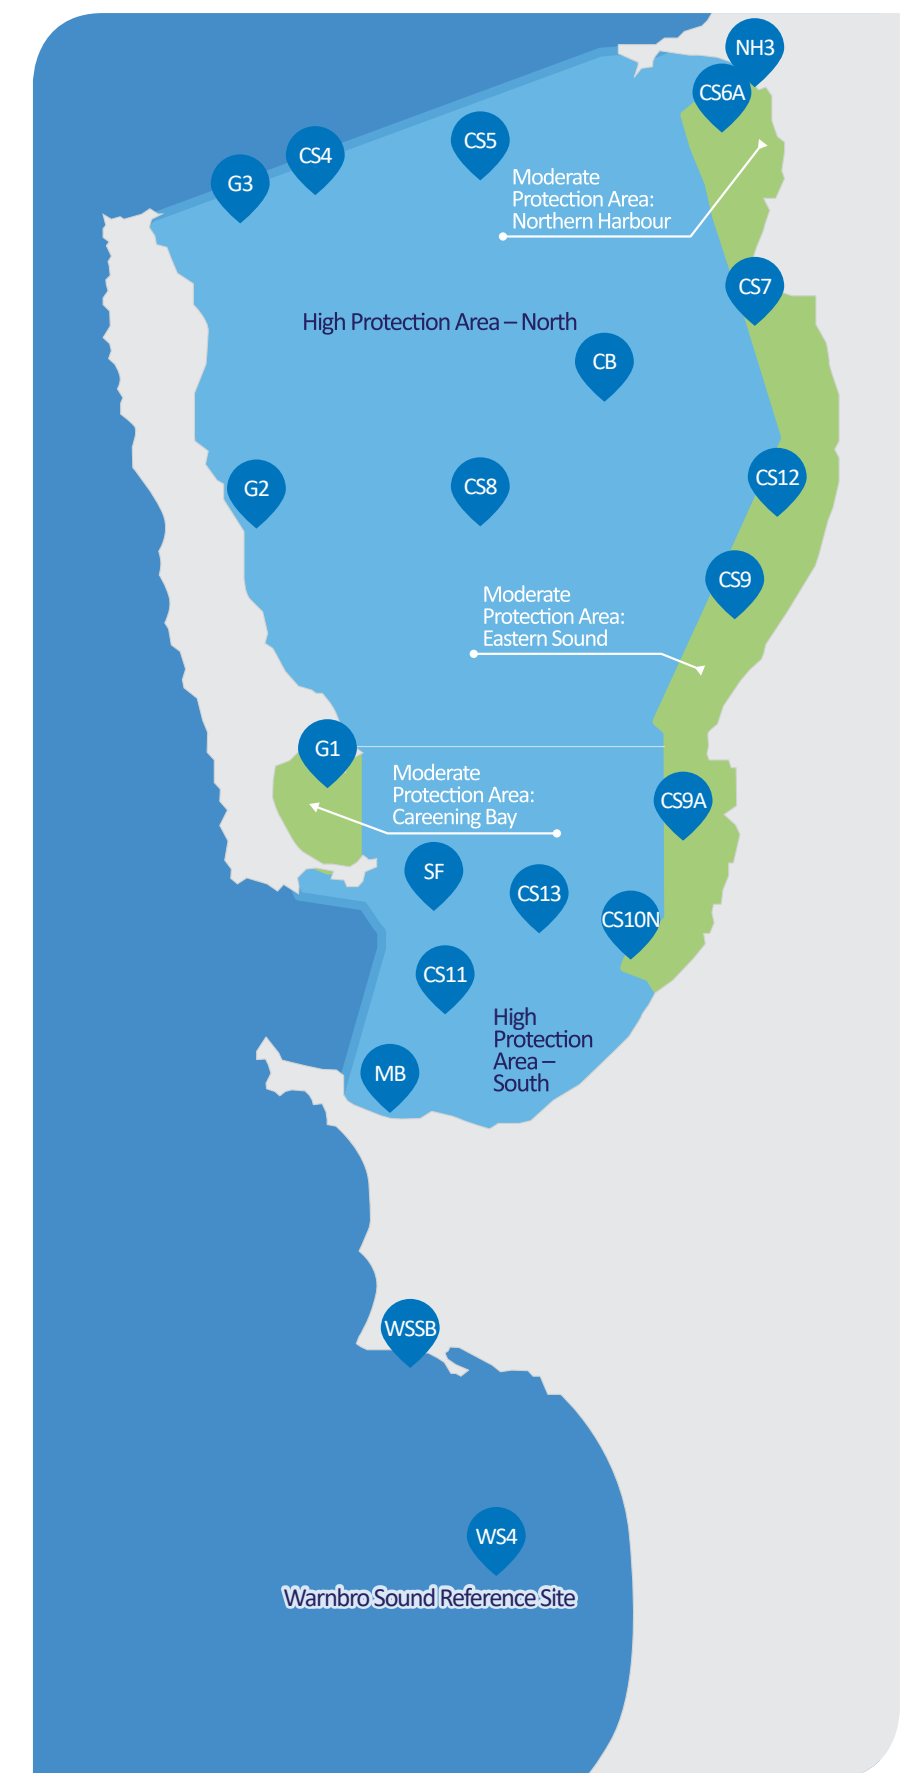 NH3
CS6A
CS5
CS4
G3
Moderate
Protection Area:
Northern Harbour
CS7
High Protection Area – North
CB
CS12
G2
CS8
CS9
Moderate
Protection Area:
Eastern Sound
G1
Moderate
Protection Area:
Careening Bay
CS9A
SF
CS13
CS10N
CS11
High
Protection
Area –
South
MB
WSSB
WS4
Warnbro Sound Reference Site